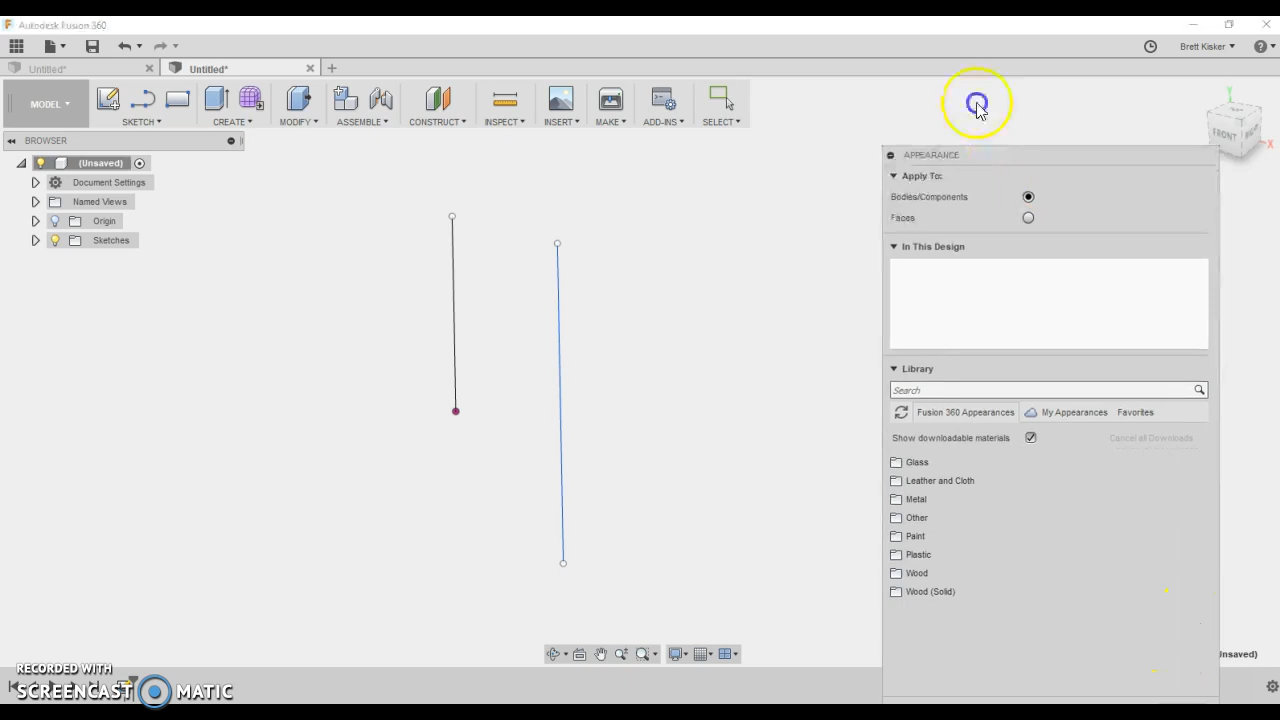 Autodesk Fusion 360
Brett Kisker
Untitled*
Untitled*
MODEL
SKETCH
CREATE
MODIFY
ASSEMBLE
CONSTRUCT
INSPECT
INSERT
MAKE
ADD-INS
SELECT
FRONT
RIGHT
Y
X
BROWSER
(Unsaved)
Document Settings
Named Views
Origin
Sketches
APPEARANCE
Apply To:
Bodies/Components
Faces
In This Design
Library
Search
Fusion 360 Appearances
My Appearances
Favorites
Show downloadable materials
Cancel all Downloads
Glass
Leather and Cloth
Metal
Other
Paint
Plastic
Wood
Wood (Solid)
Unsaved)
RECORDED WITH
SCREENCAST MATIC